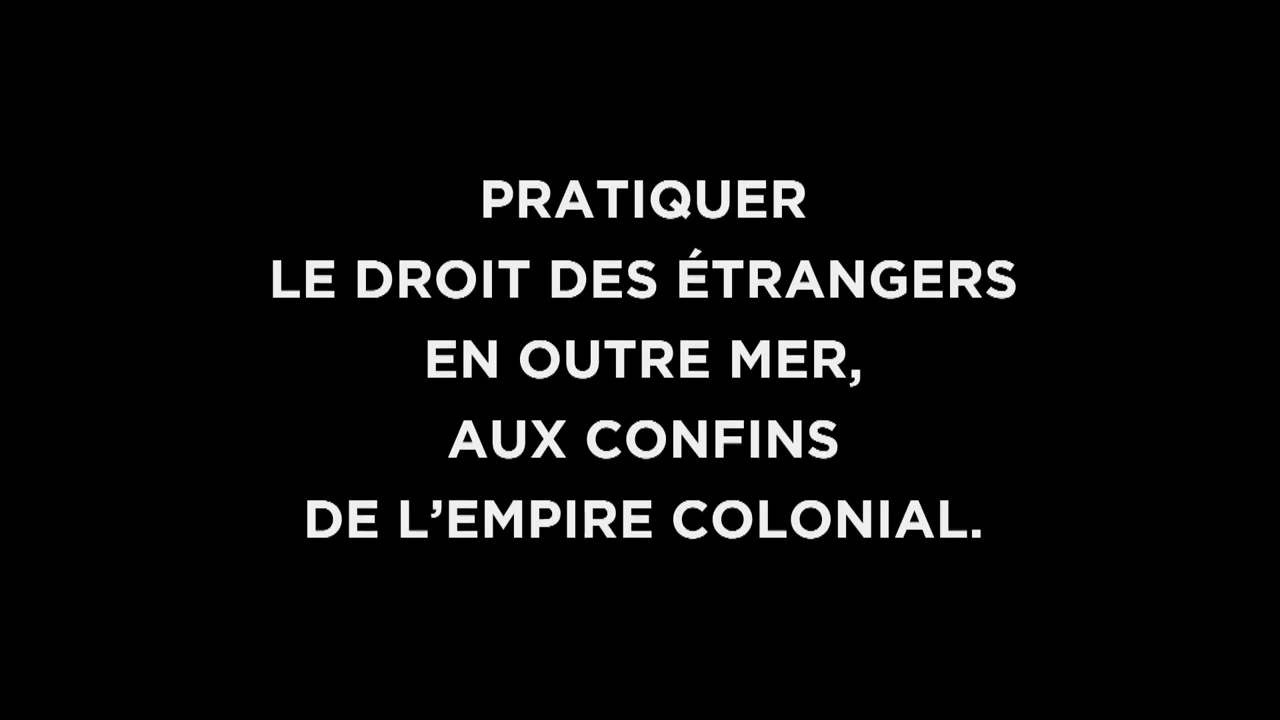 PRATIQUER
LE DROIT DES ÉTRANGERS
EN OUTRE MER,
AUX CONFINS
DE L’EMPIRE COLONIAL.